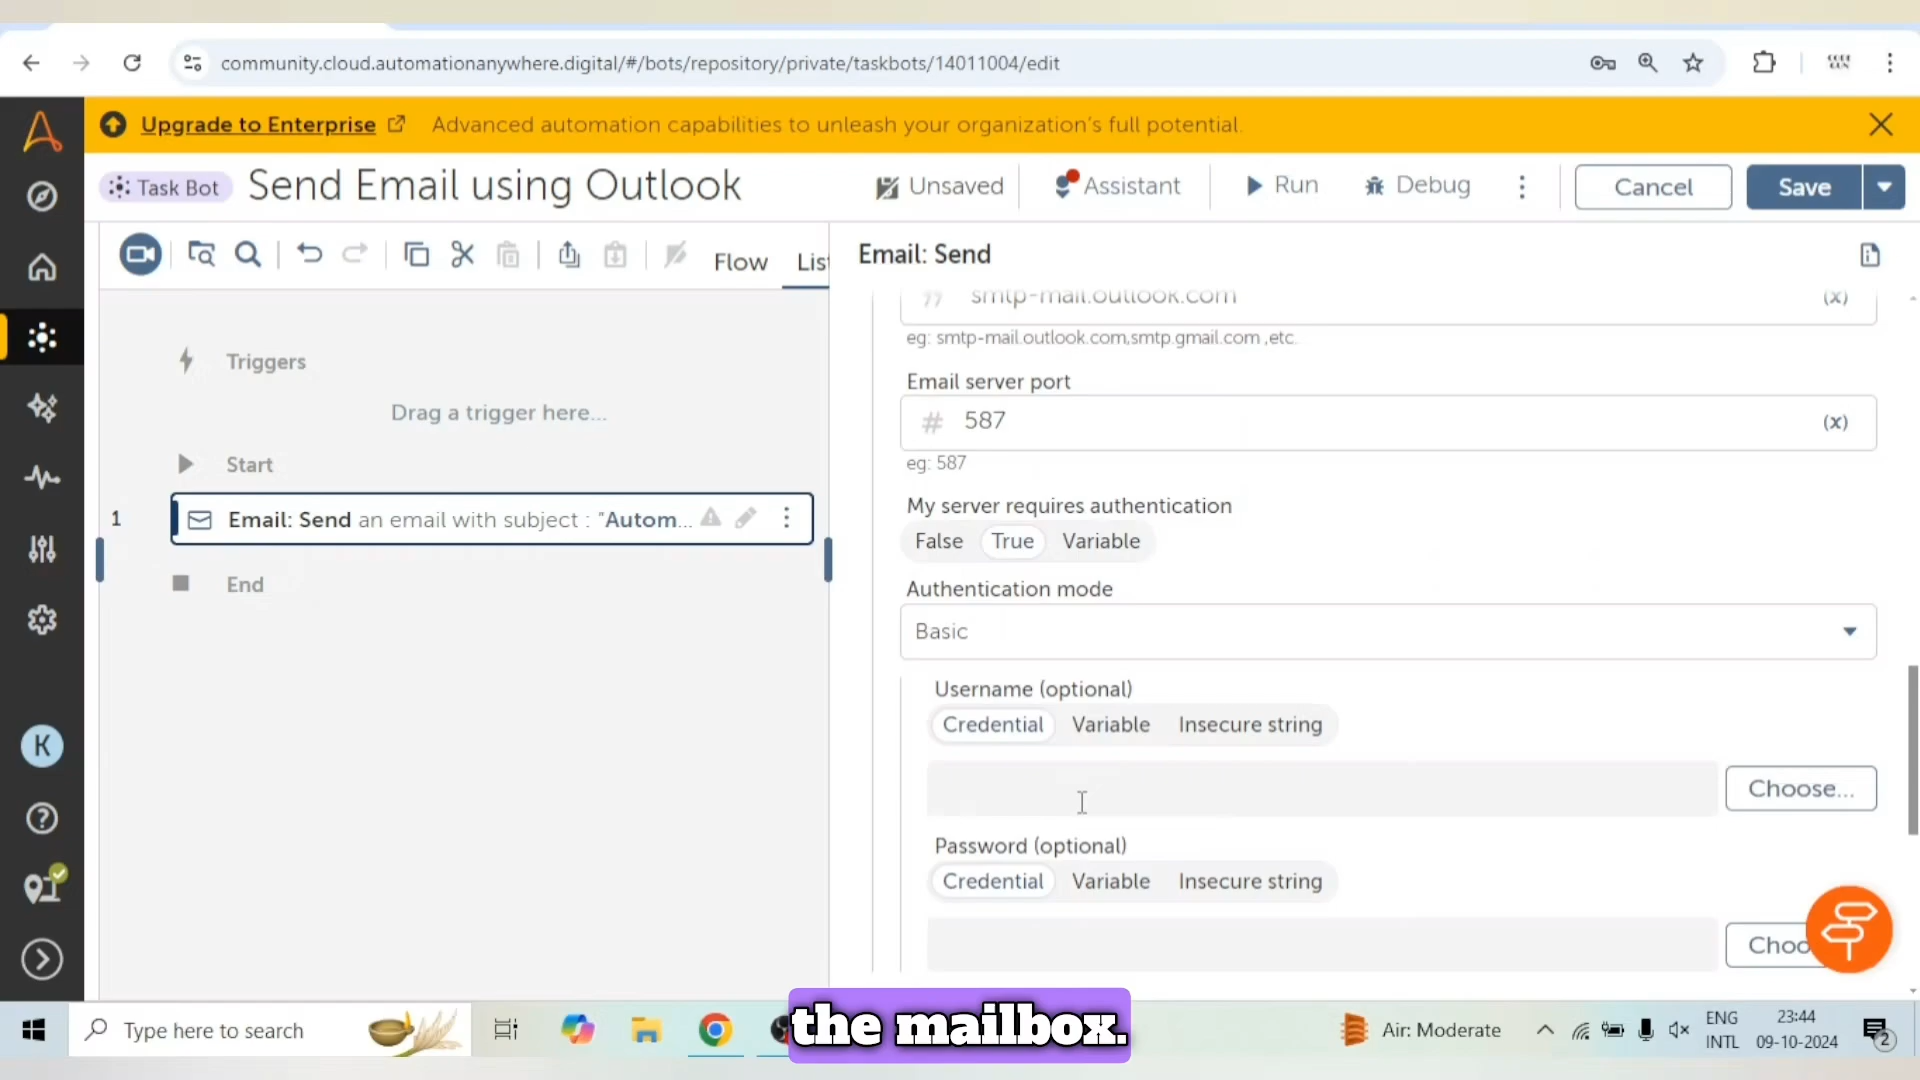 community.cloud.automationanywhere.digital/#/bots/repository/private/taskbots/14011004/edit
Upgrade to Enterprise Advanced automation capabilities to unleash your organization's full potential.
Task Bot Send Email using Outlook Unsaved Assistant Run Debug Cancel Save
Flow List
Email: Send
smtp-mail.outlook.com (x)
eg: smtp-mail.outlook.com,smtp.gmail.com ,etc.
Triggers
Drag a trigger here...
Start
1 Email: Send an email with subject : "Autom...
End
Email server port
# 587 (x)
eg: 587
My server requires authentication
False True Variable
Authentication mode
Basic
Username (optional)
Credential Variable Insecure string
Choose...
Password (optional)
Credential Variable Insecure string
Choo
K
the mailbox.
Type here to search
Air: Moderate
ENG
INTL
23:44
09-10-2024
2